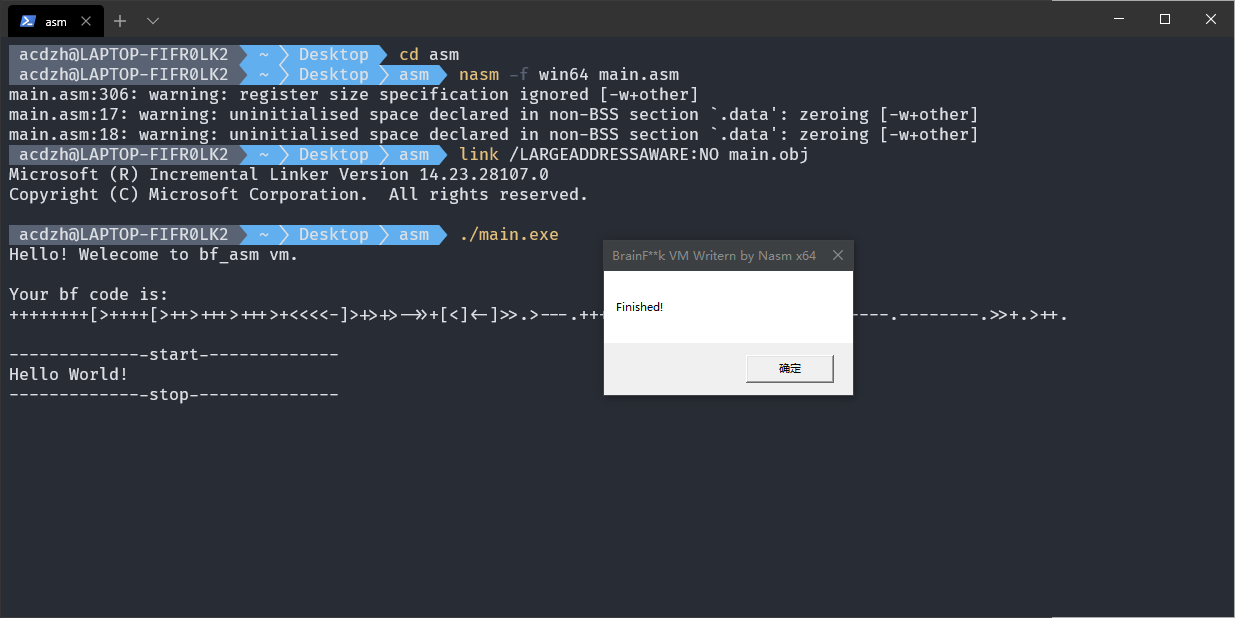 asm
acdzh@LAPTOP-FIFR0LK2 ~ Desktop cd asm
acdzh@LAPTOP-FIFR0LK2 ~ Desktop asm nasm -f win64 main.asm
main.asm:306: warning: register size specification ignored [-w+other]
main.asm:17: warning: uninitialised space declared in non-BSS section `.data': zeroing [-w+other]
main.asm:18: warning: uninitialised space declared in non-BSS section `.data': zeroing [-w+other]
acdzh@LAPTOP-FIFR0LK2 ~ Desktop asm link /LARGEADDRESSAWARE:NO main.obj
Microsoft (R) Incremental Linker Version 14.23.28107.0
Copyright (C) Microsoft Corporation.  All rights reserved.
acdzh@LAPTOP-FIFR0LK2 ~ Desktop asm ./main.exe
Hello! Welecome to bf_asm vm.
Your bf code is:
++++++++[>++++[>++>+++>+++>+<<<<-]>+>+>->>+[<]<-]>>.>---.+++ ----.--------.>>+.>++.
--------------start--------------
Hello World!
--------------stop---------------
BrainF**k VM Writern by Nasm x64
Finished!
确定